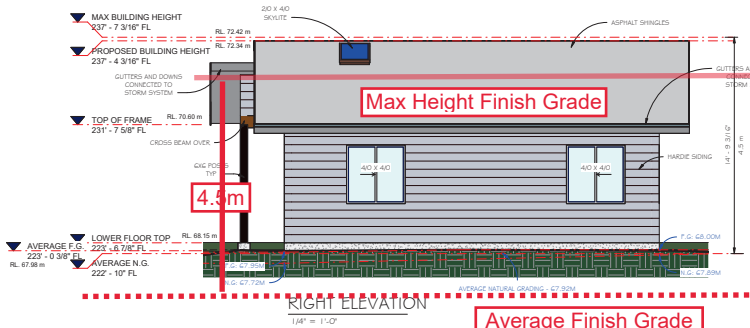 MAX BUILDING HEIGHT
237' - 7 3/16" FL
RL. 72.42 m
2/0 X 4/0
SKYLITE
ASPHALT SHINGLES
PROPOSED BUILDING HEIGHT
237' - 4 3/16" FL
RL. 72.34 m
GUTTERS AND DOWNS
CONNECTED TO
STORM SYSTEM
GUTTERS A
CONNE
STORM
Max Height Finish Grade
TOP OF FRAME
231' - 7 5/8" FL
RL. 70.60 m
CROSS BEAM OVER
14' - 9 3/16"
4.5 m
6X6 POSTS
TYP
4/0 X 4/0
4/0 X 4/0
HARDIE SIDING
4.5m
LOWER FLOOR TOP
223' - 6 7/8" FL
RL. 68.15 m
AVERAGE F.G.
223' - 0 3/8" FL
RL. 67.98 m
AVERAGE N.G.
222' - 10" FL
F.G: 68.00M
F.G: 67.95M
N.G: 67.72M
N.G: 67.89M
AVERAGE NATURAL GRADING - 67.92M
RIGHT ELEVATION
1/4" = 1'-0"
Average Finish Grade